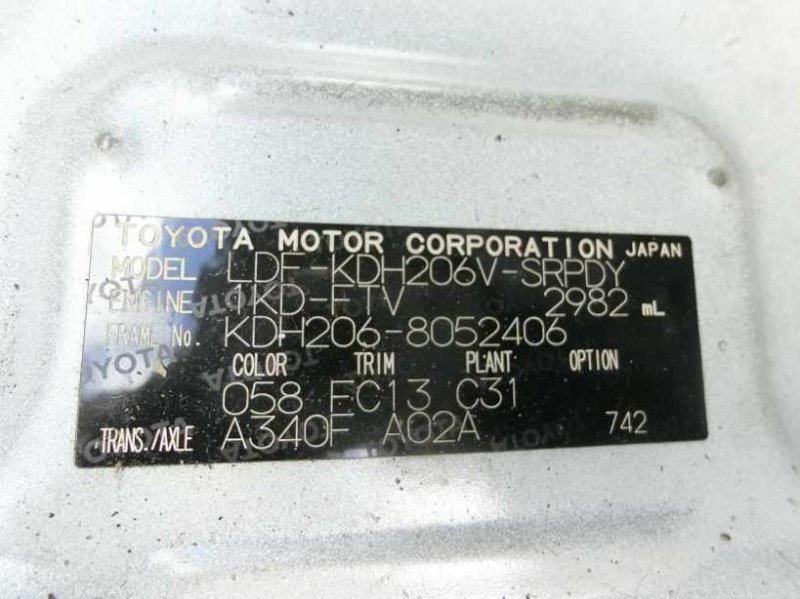 TOYOTA MOTOR CORPORATION JAPAN
MODEL LDF-KDH206V-SRPDY
ENGINE 1KD-FTV 2982 mL
FRAME No. KDH206-8052406
COLOR TRIM PLANT OPTION
058 FC13 C31
TRANS./AXLE A340F A02A 742